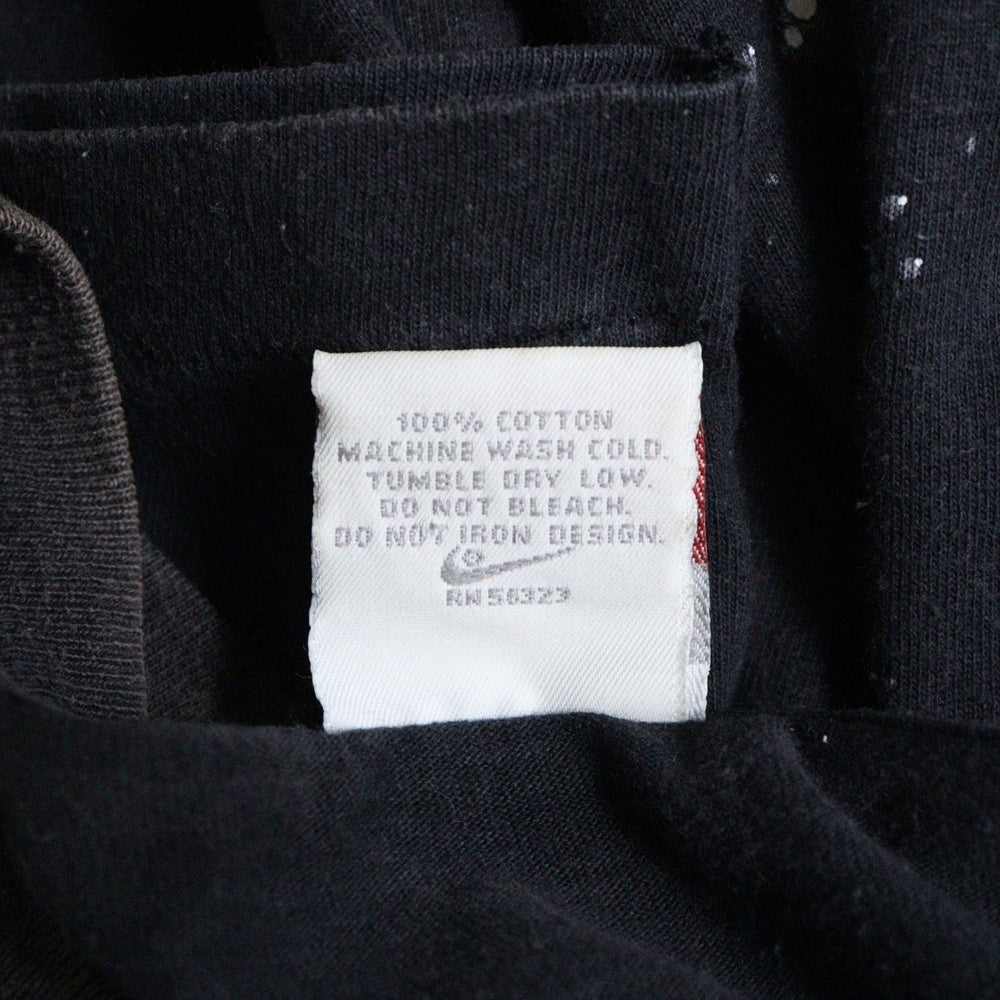 100% COTTON
MACHINE WASH COLD.
TUMBLE DRY LOW.
DO NOT BLEACH.
DO NOT IRON DESIGN.
RN 56323